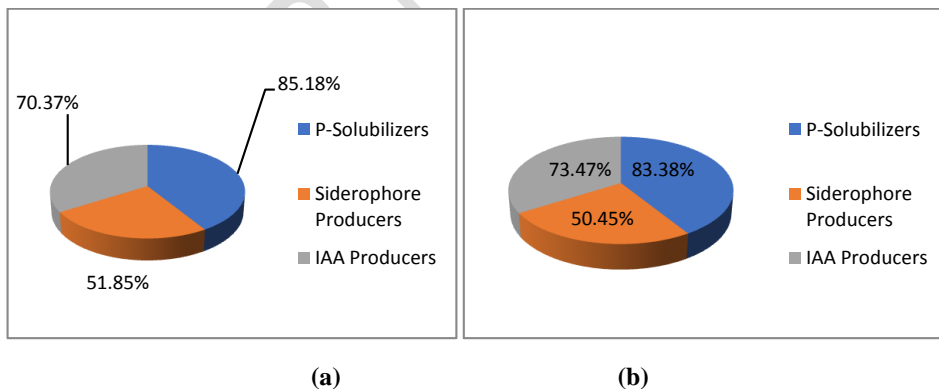 70.37%
85.18%
51.85%
P-Solubilizers
Siderophore
Producers
IAA Producers
73.47%
83.38%
50.45%
P-Solubilizers
Siderophore
Producers
IAA Producers
(a)
(b)